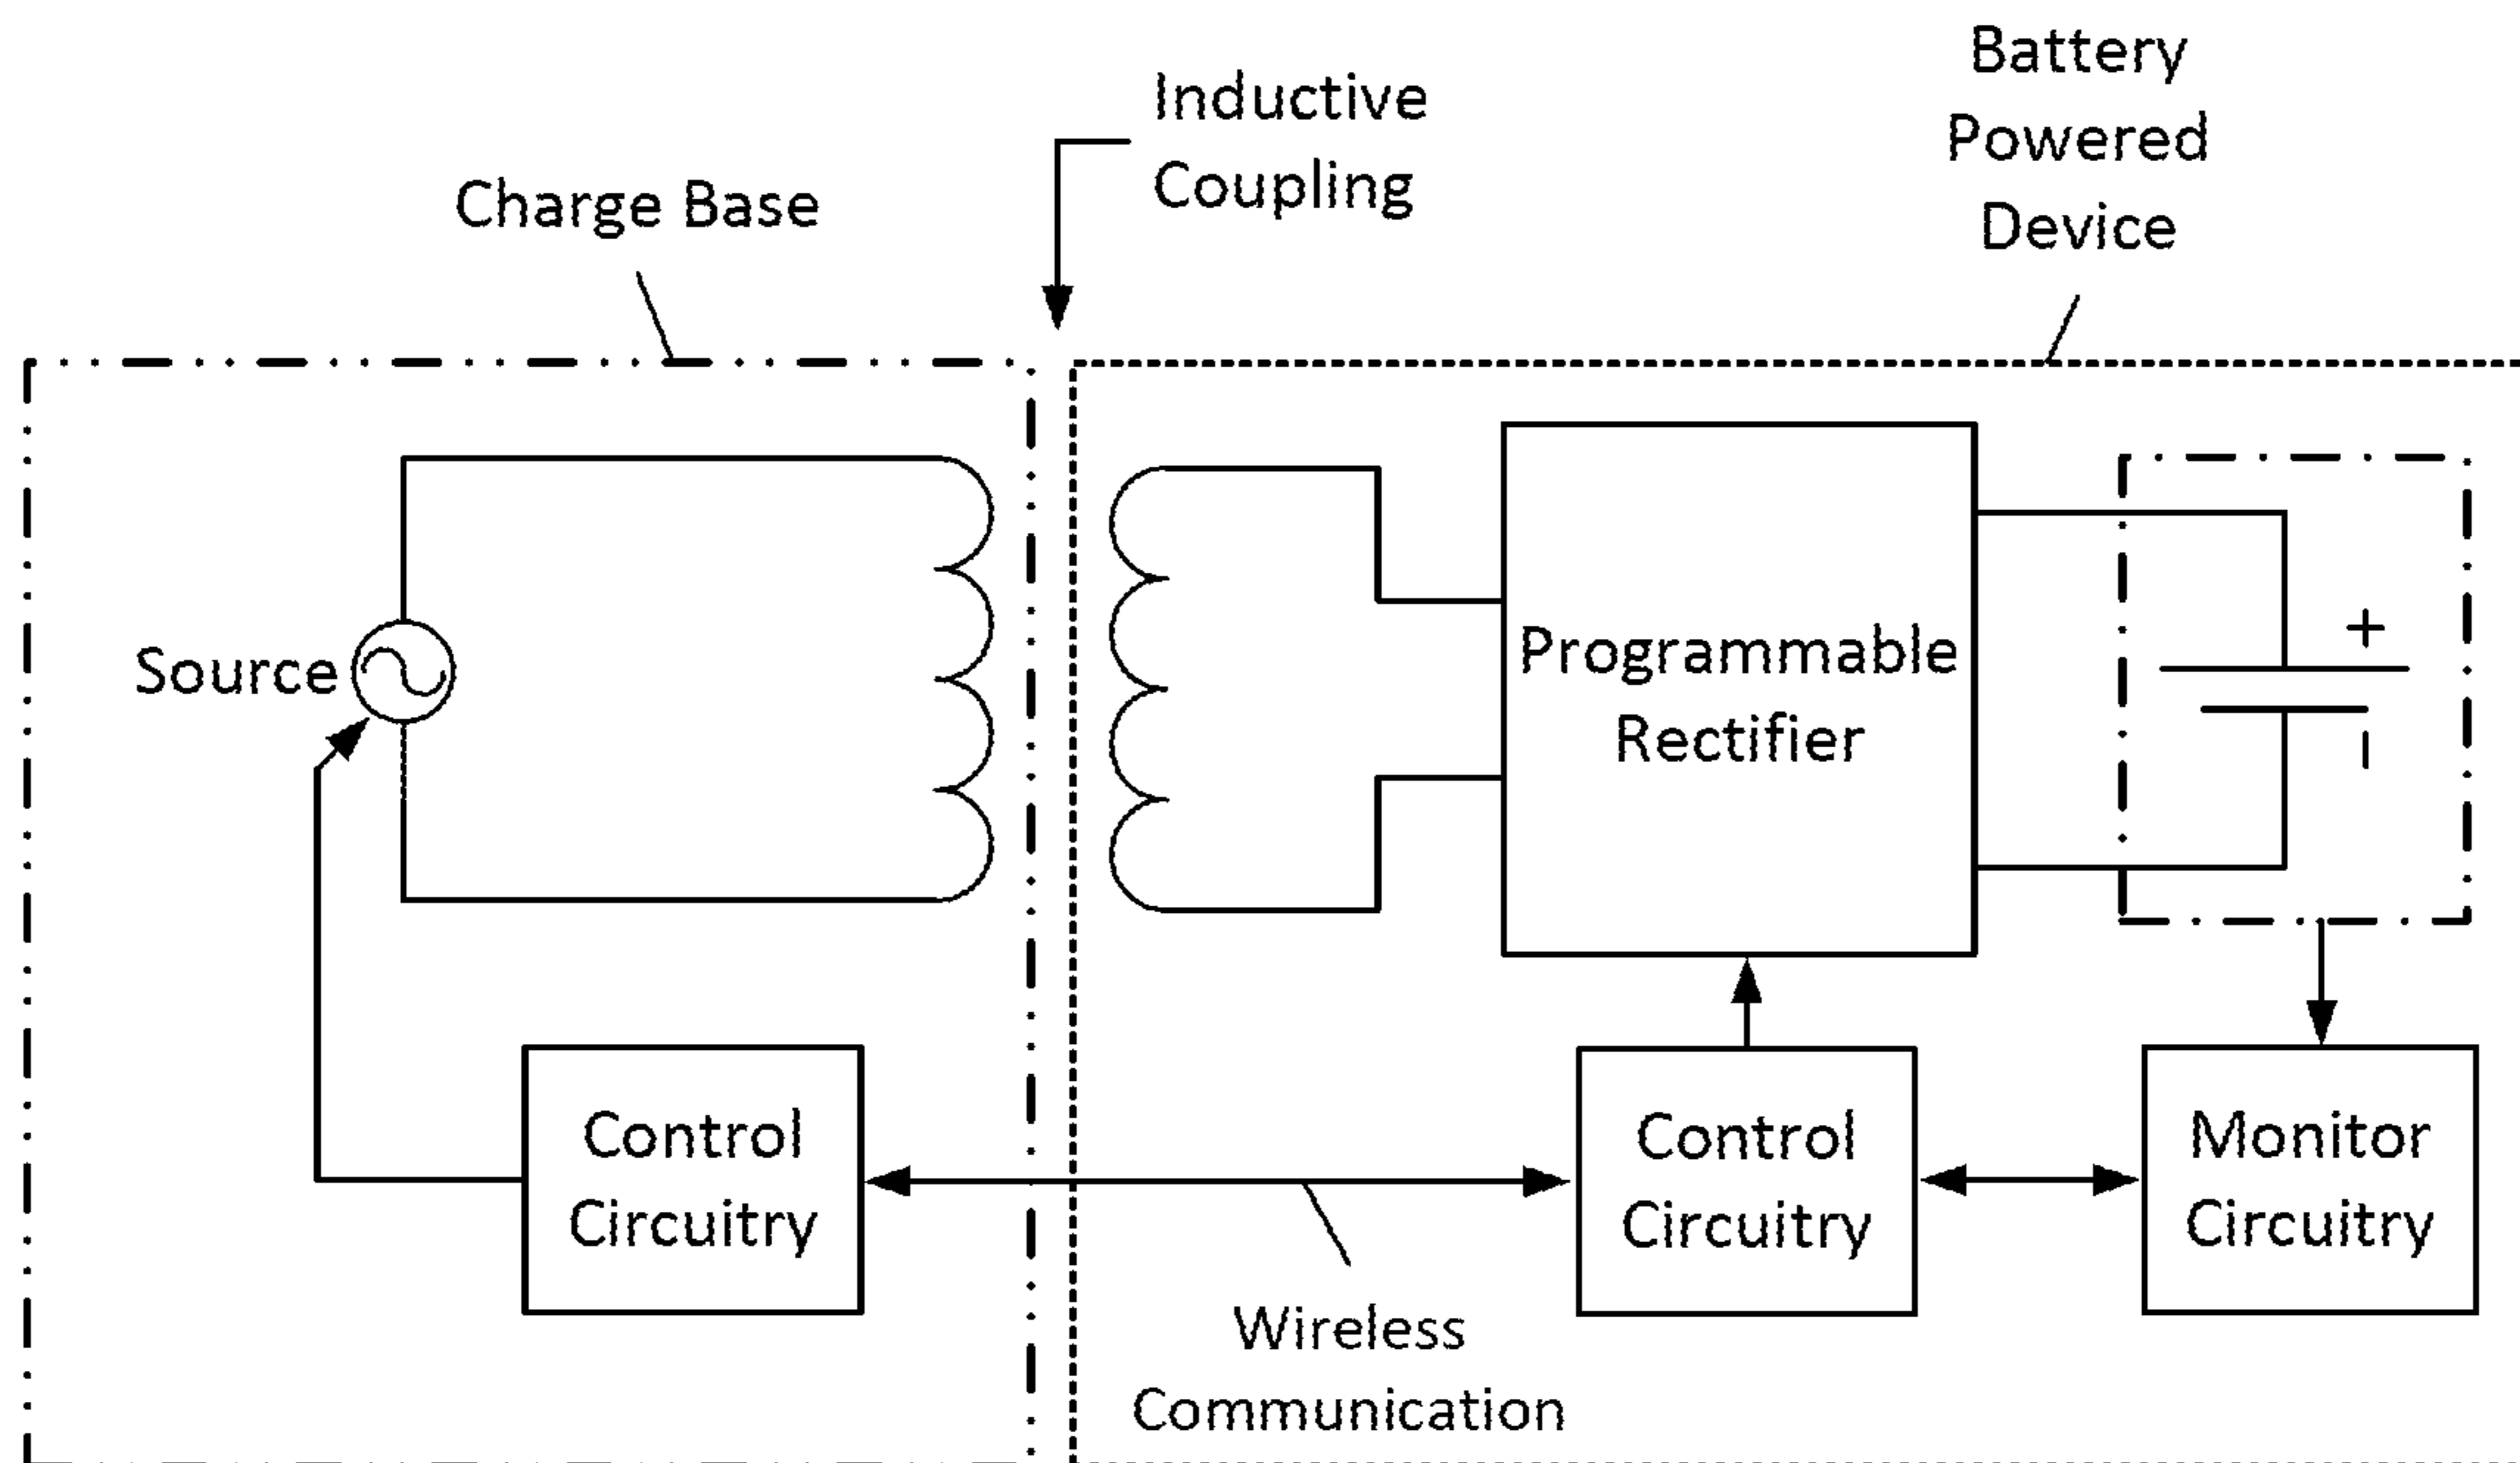 Battery
Powered
Device
Inductive
Coupling
Charge Base
Source
Programmable
Rectifier
+
Control
Circuitry
Control
Circuitry
Monitor
Circuitry
Wireless
Communication